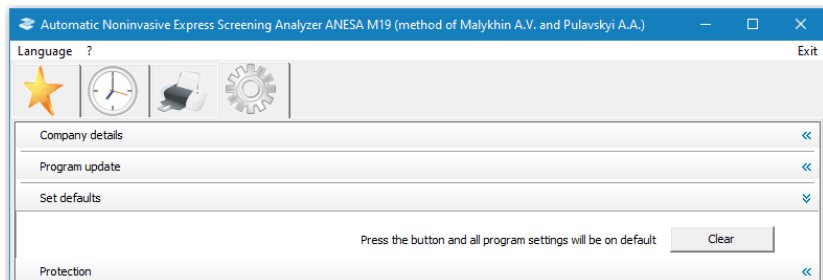 Automatic Noninvasive Express Screening Analyzer ANESA M19 (method of Malykhin A.V. and Pulavskyi A.A.)
Language ? Exit
Company details
Program update
Set defaults
Press the button and all program settings will be on default Clear
Protection